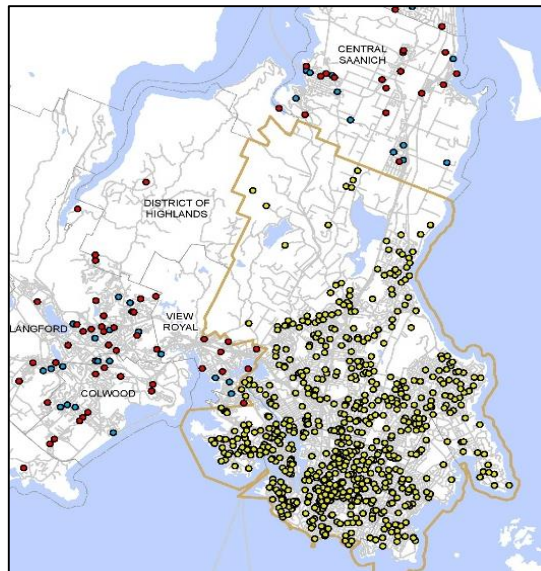 CENTRAL
SAANICH
DISTRICT OF
HIGHLANDS
VIEW
ROYAL
LANGFORD
COLWOOD